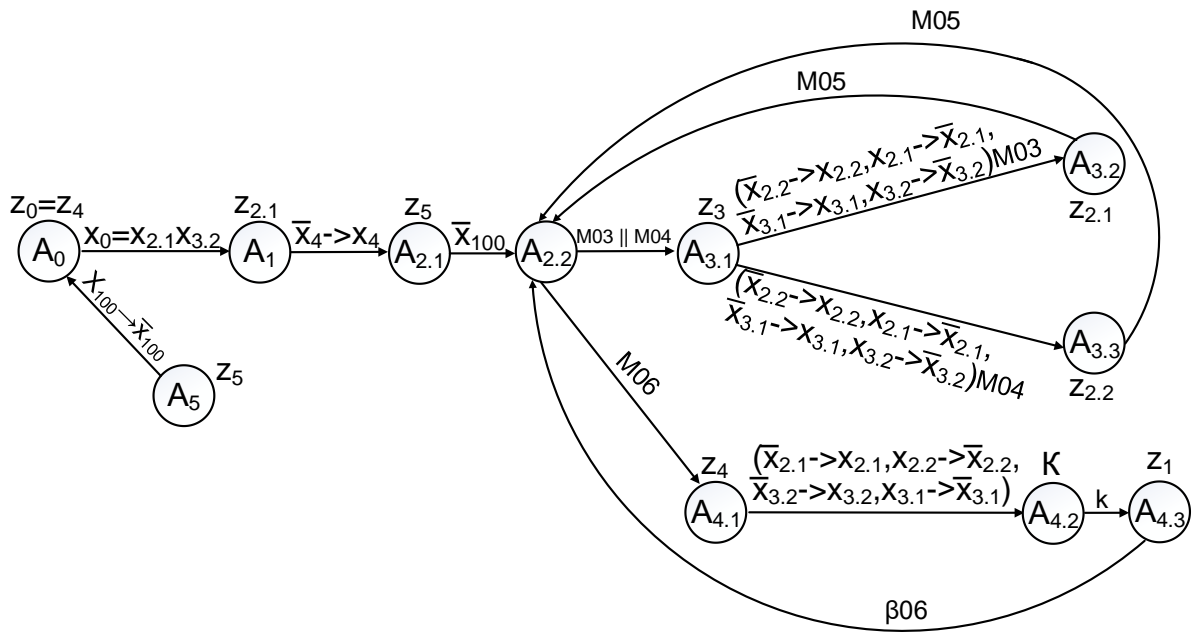 M05
M05
(x̅₂.₂->x₂.₂,x₂.₁->x̅₂.₁,
x̅₃.₁->x₃.₁,x₃.₂->x̅₃.₂)M03
A₃.₂
z₂.₁
z₀=z₄
A₀
x₀=x₂.₁x₃.₂
z₂.₁
A₁
x̅₄->x₄
z₅
A₂.₁
x̅₁₀₀
A₂.₂
M03 || M04
z₃
A₃.₁
(x̅₂.₂->x₂.₂,x₂.₁->x̅₂.₁,
x̅₃.₁->x₃.₁,x₃.₂->x̅₃.₂)M04
A₃.₃
z₂.₂
X₁₀₀→x̅₁₀₀
A₅
z₅
M06
z₄
A₄.₁
(x̅₂.₁->x₂.₁,x₂.₂->x̅₂.₂,
x̅₃.₂->x₃.₂,x₃.₁->x̅₃.₁)
К
A₄.₂
k
z₁
A₄.₃
β06